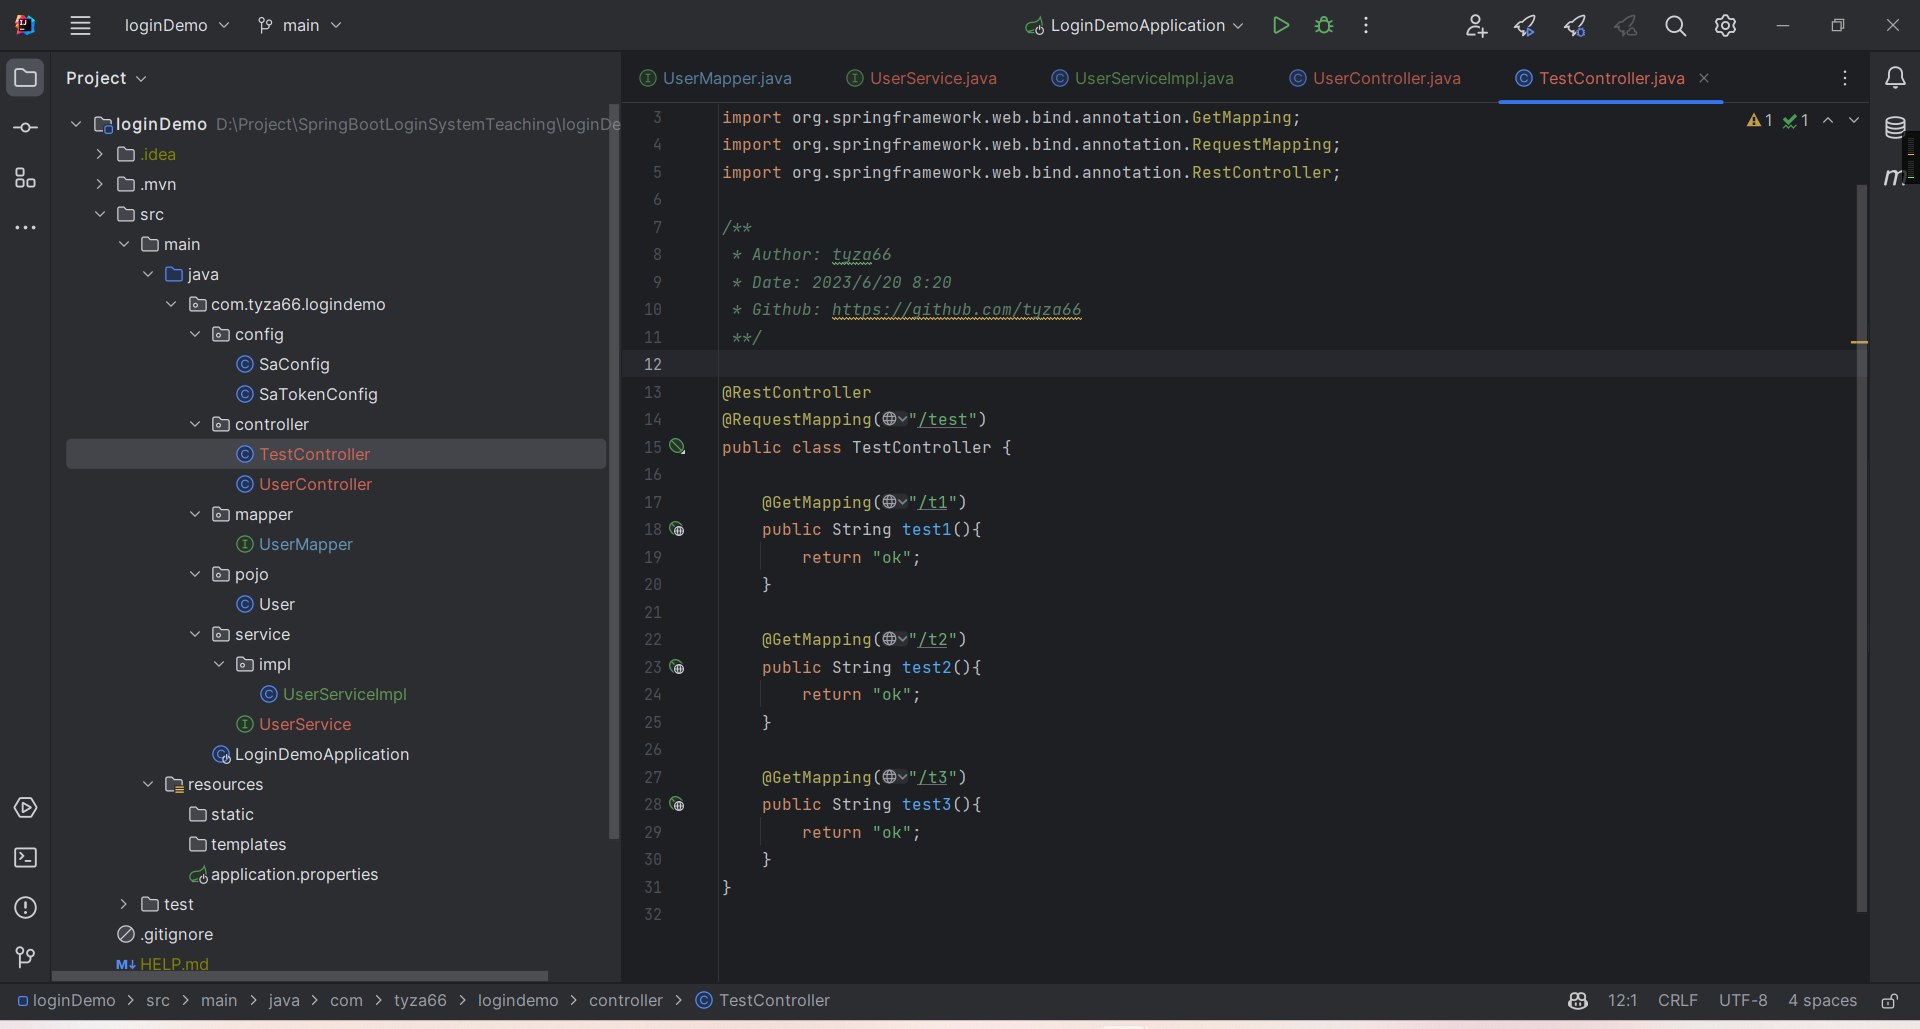 loginDemo main LoginDemoApplication
Project
UserMapper.java UserService.java UserServiceImpl.java UserController.java TestController.java
loginDemo D:\Project\SpringBootLoginSystemTeaching\loginDe
.idea
.mvn
src
main
java
com.tyza66.logindemo
config
SaConfig
SaTokenConfig
controller
TestController
UserController
mapper
UserMapper
pojo
User
service
impl
UserServiceImpl
UserService
LoginDemoApplication
resources
static
templates
application.properties
test
.gitignore
M↓ HELP.md
1 1
3 import org.springframework.web.bind.annotation.GetMapping;
4 import org.springframework.web.bind.annotation.RequestMapping;
5 import org.springframework.web.bind.annotation.RestController;
6
7 /**
8 * Author: tyza66
9 * Date: 2023/6/20 8:20
10 * Github: https://github.com/tyza66
11 **/
12
13 @RestController
14 @RequestMapping("/test")
15 public class TestController {
16
17 @GetMapping("/t1")
18 public String test1(){
19 return "ok";
20 }
21
22 @GetMapping("/t2")
23 public String test2(){
24 return "ok";
25 }
26
27 @GetMapping("/t3")
28 public String test3(){
29 return "ok";
30 }
31 }
32
m
loginDemo > src > main > java > com > tyza66 > logindemo > controller > TestController
12:1 CRLF UTF-8 4 spaces